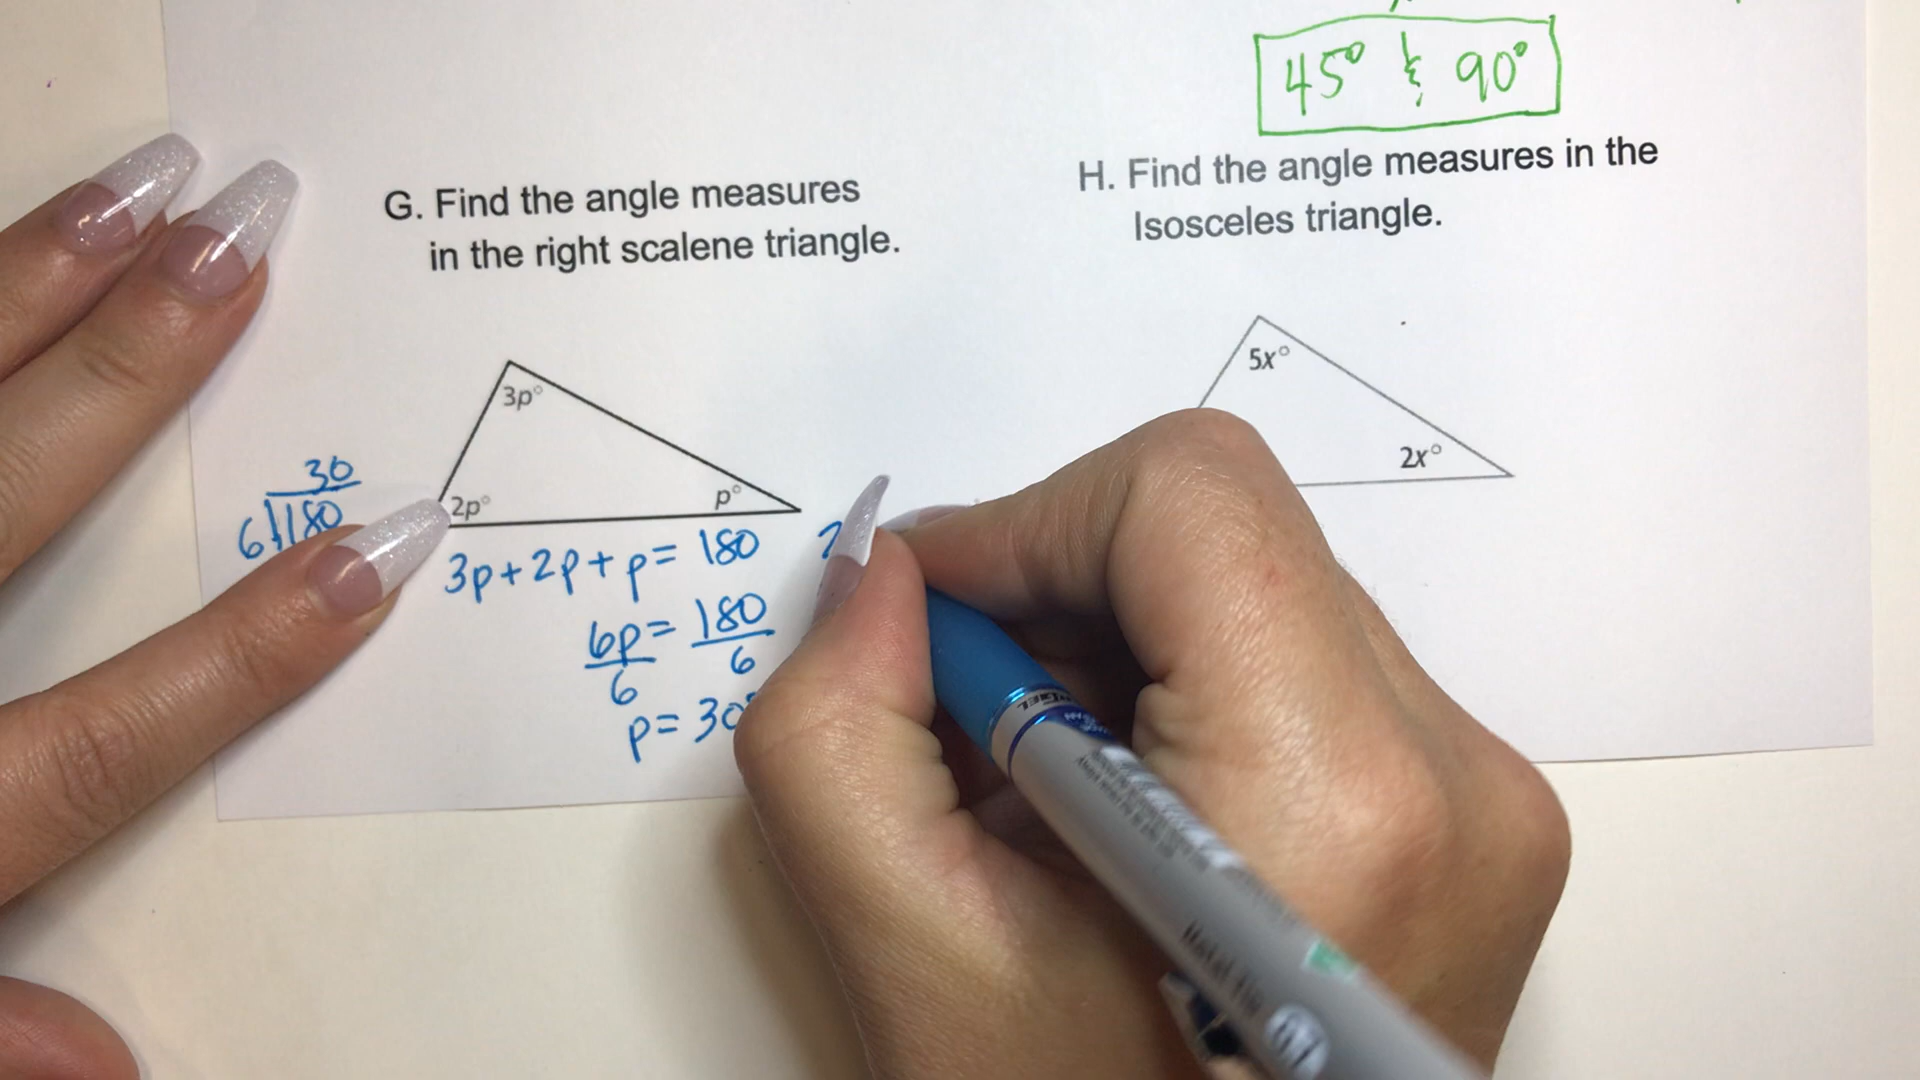 45° & 90°
G. Find the angle measures
in the right scalene triangle.
3p°
2p°
p°
30
6 180
3p+2p+p= 180
6p = 180
6 6
p= 30°
H. Find the angle measures in the
Isosceles triangle.
5x°
2x°